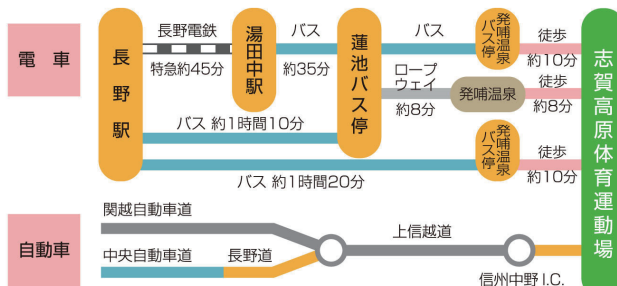 電車
長野駅
長野電鉄
特急約45分
湯田中駅
バス
約35分
蓮池バス停
バス
発哺温泉
バス停
徒歩
約10分
ロープ
ウェイ
約8分
発哺温泉
徒歩
約8分
バス 約1時間10分
バス 約1時間20分
発哺温泉
バス停
徒歩
約10分
志賀高原体育運動場
自動車
関越自動車道
中央自動車道
長野道
上信越道
信州中野I.C.